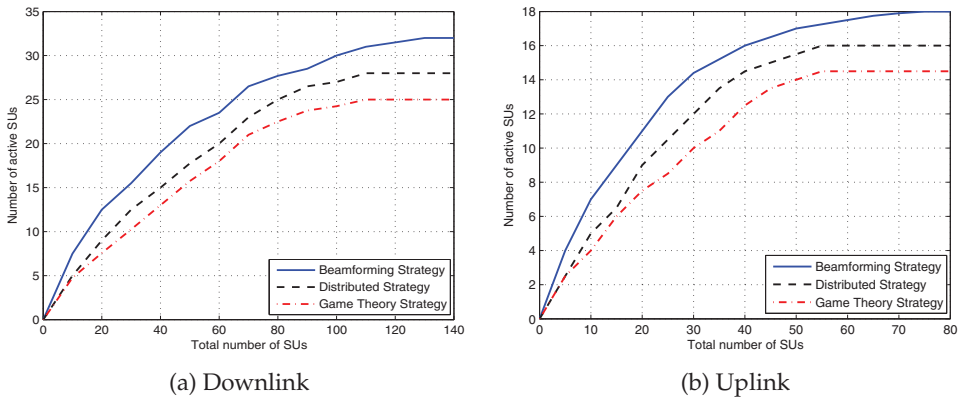 35
30
25
20
15
10
5
0
0 20 40 60 80 100 120 140
Number of active SUs
Total number of SUs
Beamforming Strategy
Distributed Strategy
Game Theory Strategy
(a) Downlink
18
16
14
12
10
8
6
4
2
0
0 10 20 30 40 50 60 70 80
Number of active SUs
Total number of SUs
Beamforming Strategy
Distributed Strategy
Game Theory Strategy
(b) Uplink